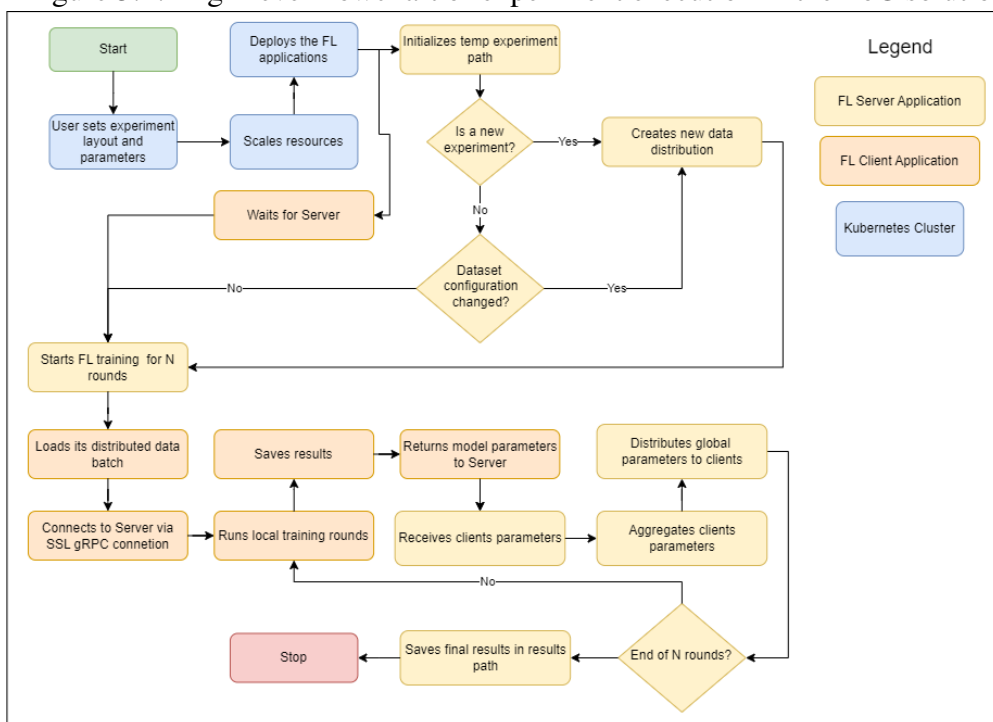 Start
Deploys the FL
applications
Initializes temp experiment
path
Legend
FL Server Application
User sets experiment
layout and
parameters
Scales resources
Is a new
experiment?
Yes
Creates new data
distribution
FL Client Application
Waits for Server
No
Kubernetes Cluster
Dataset
configuration
changed?
No
Yes
Starts FL training for N
rounds
Loads its distributed data
batch
Saves results
Returns model parameters
to Server
Distributes global
parameters to clients
Connects to Server via
SSL gRPC connetion
Runs local training rounds
Receives clients parameters
Aggregates clients
parameters
No
Stop
Saves final results in results
path
End of N rounds?